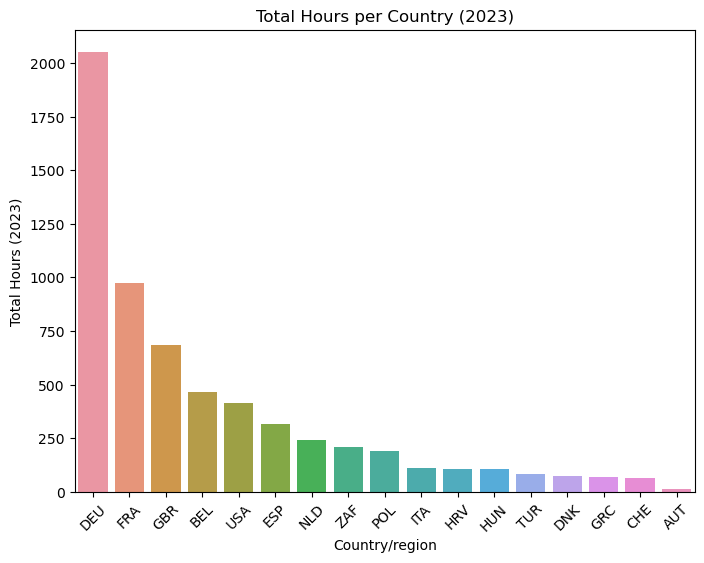 Total Hours per Country (2023)
Total Hours (2023)
2000
1750
1500
1250
1000
750
500
250
0
DEU FRA GBR BEL USA ESP NLD ZAF POL ITA HRV HUN TUR DNK GRC CHE AUT
Country/region